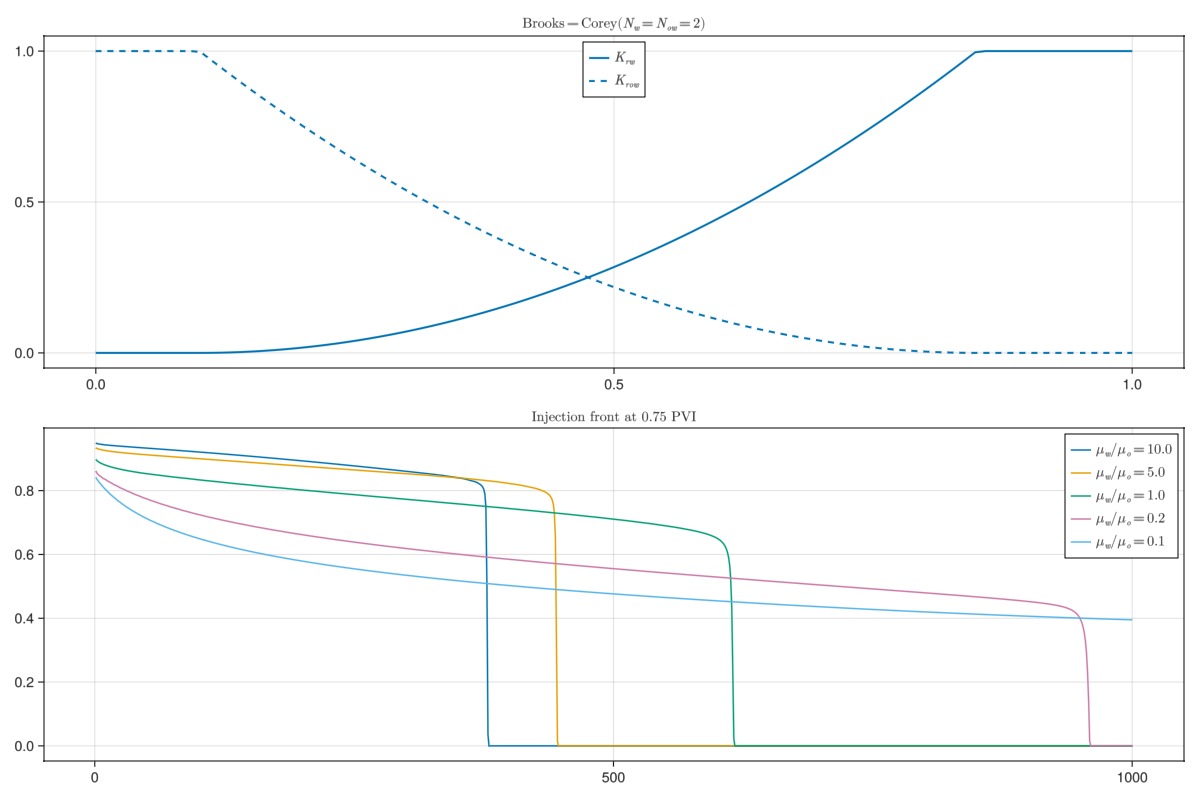 Brooks − Corey(N_w = N_ow = 2)
1.0
0.5
0.0
K_rw
K_row
0.0
0.5
1.0
Injection front at 0.75 PVI
0.8
0.6
0.4
0.2
0.0
μ_w/μ_o = 10.0
μ_w/μ_o = 5.0
μ_w/μ_o = 1.0
μ_w/μ_o = 0.2
μ_w/μ_o = 0.1
0
500
1000